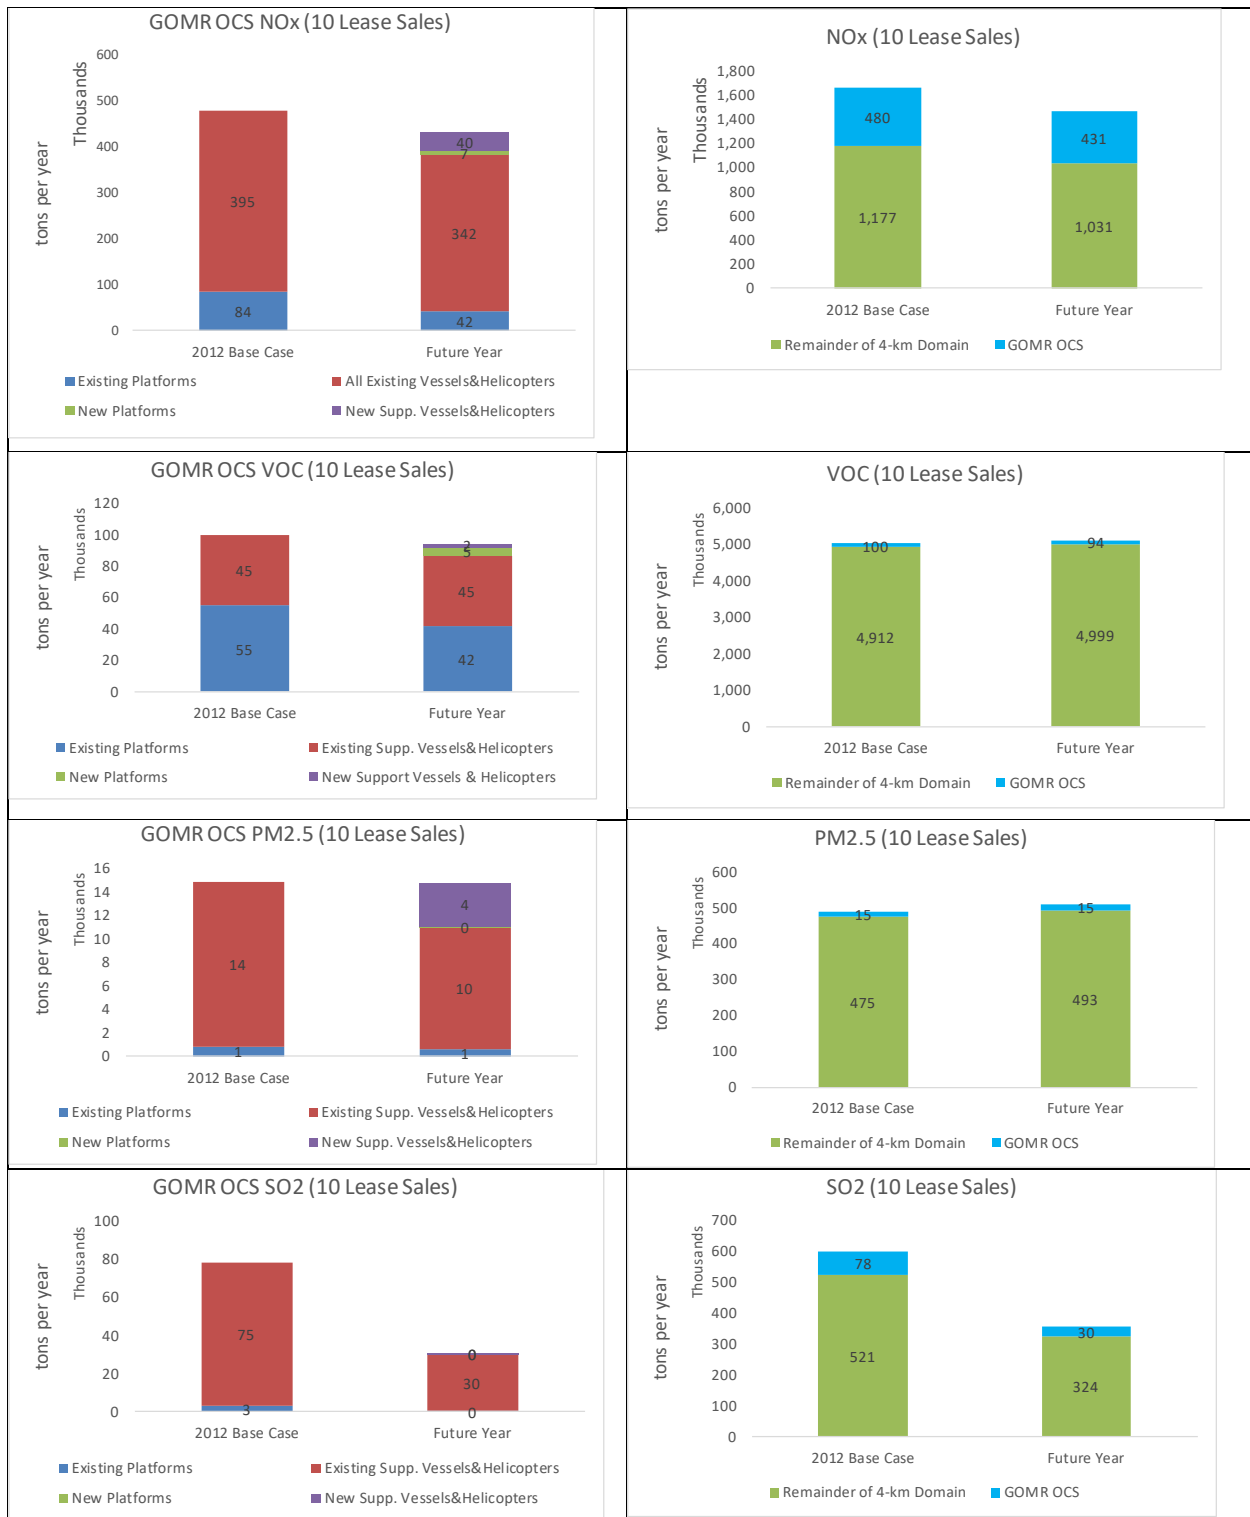 GOMR OCS NOx (10 Lease Sales)
tons per year
Thousands
600
500
400
300
200
100
0
395
84
40
7
342
42
2012 Base Case
Future Year
Existing Platforms
All Existing Vessels&Helicopters
New Platforms
New Supp. Vessels&Helicopters
NOx (10 Lease Sales)
tons per year
Thousands
1,800
1,600
1,400
1,200
1,000
800
600
400
200
0
480
1,177
431
1,031
2012 Base Case
Future Year
Remainder of 4-km Domain
GOMR OCS
GOMR OCS VOC (10 Lease Sales)
tons per year
Thousands
120
100
80
60
40
20
0
45
55
2
5
45
42
2012 Base Case
Future Year
Existing Platforms
Existing Supp. Vessels&Helicopters
New Platforms
New Support Vessels & Helicopters
VOC (10 Lease Sales)
tons per year
Thousands
6,000
5,000
4,000
3,000
2,000
1,000
0
100
4,912
94
4,999
2012 Base Case
Future Year
Remainder of 4-km Domain
GOMR OCS
GOMR OCS PM2.5 (10 Lease Sales)
tons per year
Thousands
16
14
12
10
8
6
4
2
0
14
1
4
0
10
1
2012 Base Case
Future Year
Existing Platforms
Existing Supp. Vessels&Helicopters
New Platforms
New Supp. Vessels&Helicopters
PM2.5 (10 Lease Sales)
tons per year
Thousands
600
500
400
300
200
100
0
15
475
15
493
2012 Base Case
Future Year
Remainder of 4-km Domain
GOMR OCS
GOMR OCS SO2 (10 Lease Sales)
tons per year
Thousands
100
80
60
40
20
0
75
3
0
30
0
2012 Base Case
Future Year
Existing Platforms
Existing Supp. Vessels&Helicopters
New Platforms
New Supp. Vessels&Helicopters
SO2 (10 Lease Sales)
tons per year
Thousands
700
600
500
400
300
200
100
0
78
521
30
324
2012 Base Case
Future Year
Remainder of 4-km Domain
GOMR OCS